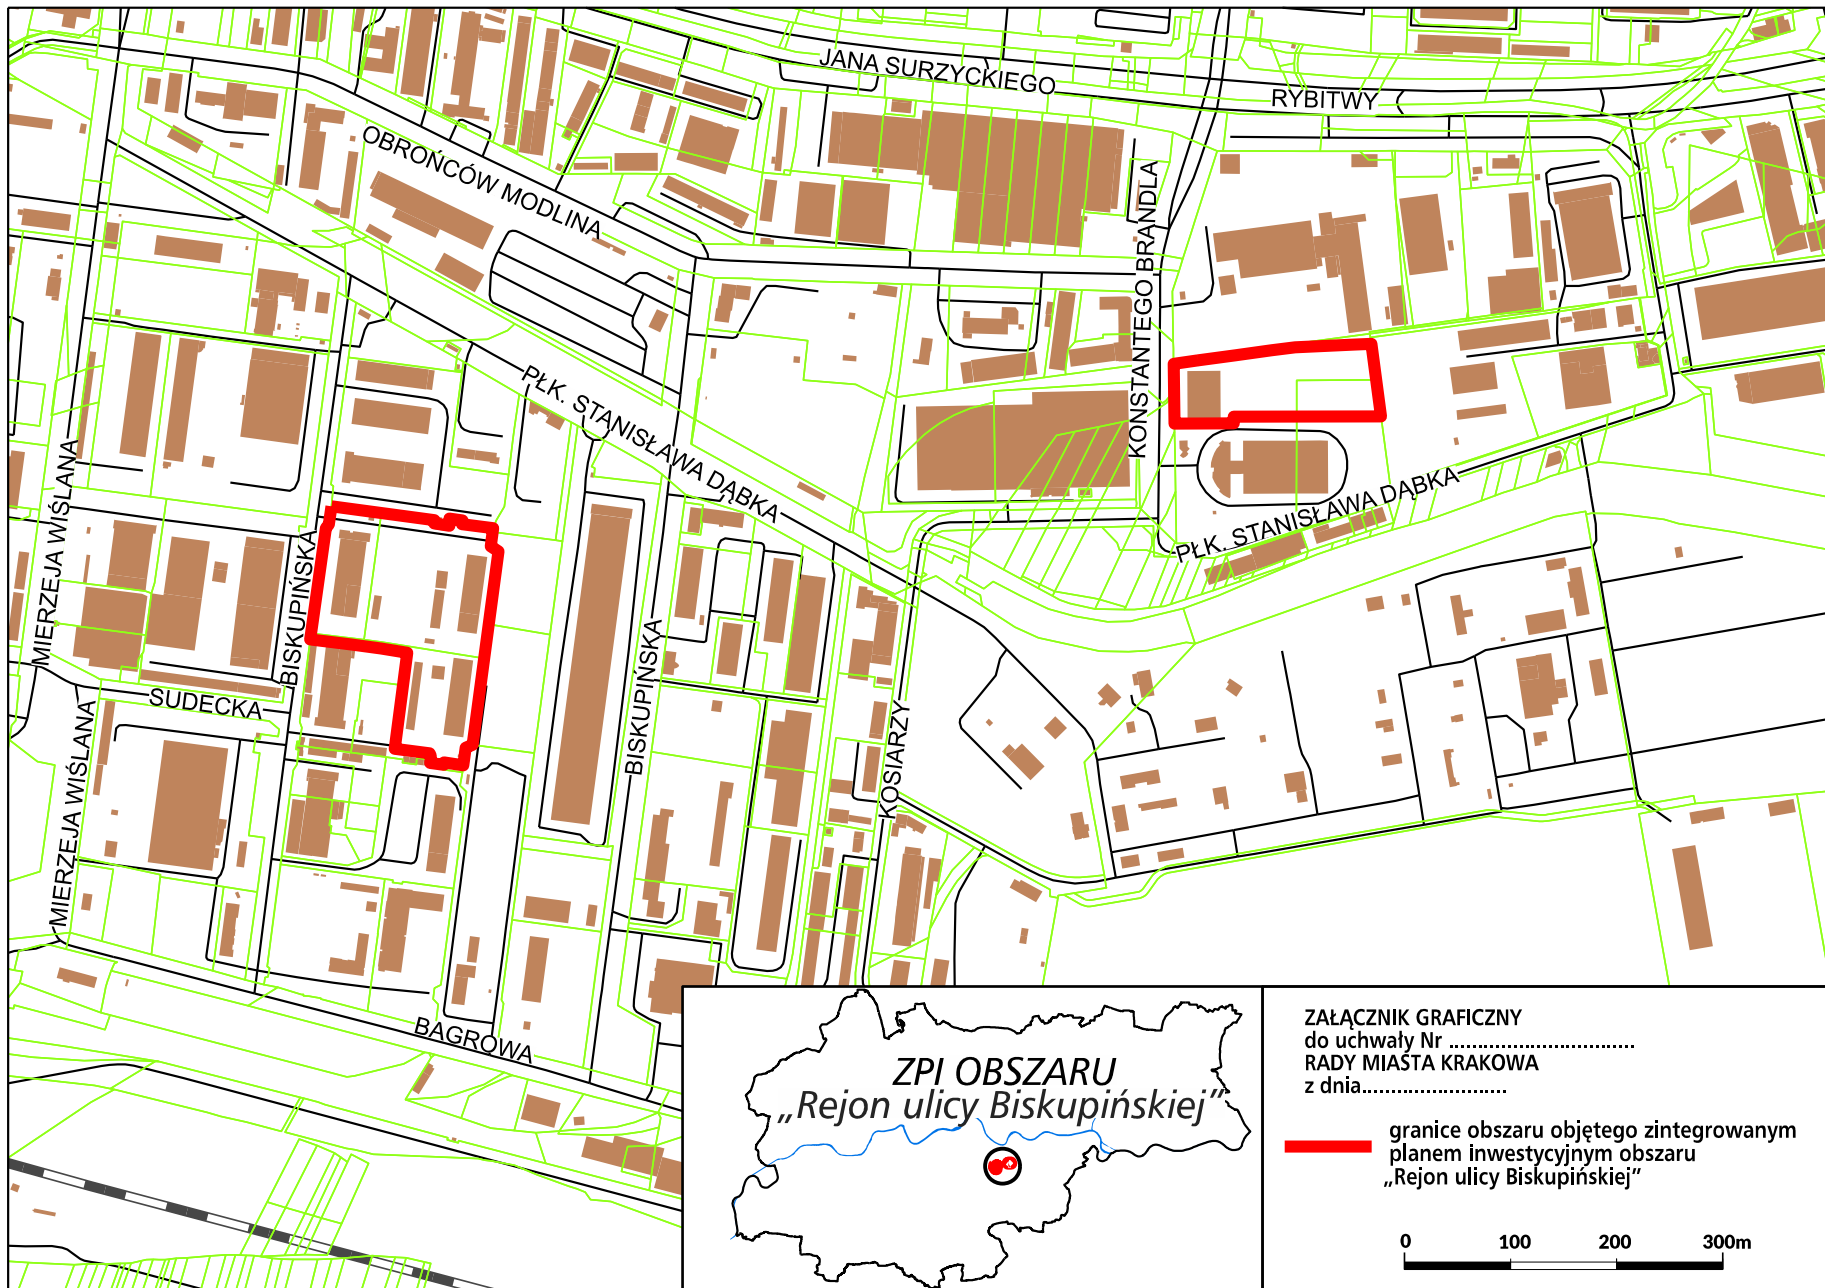 JANA SURZYCKIEGO
RYBITWY
OBROŃCÓW MODLINA
KONSTANTEGO BRANDLA
PŁK. STANISŁAWA DĄBKA
MIERZEJA WIŚLANA
BISKUPIŃSKA
PŁK. STANISŁAWA DĄBKA
BISKUPIŃSKA
SUDECKA
KOSIARZY
MIERZEJA WIŚLANA
BAGROWA
ZPI OBSZARU
„Rejon ulicy Biskupińskiej”
ZAŁĄCZNIK GRAFICZNY
do uchwały Nr ................................
RADY MIASTA KRAKOWA
z dnia.........................
granice obszaru objętego zintegrowanym
planem inwestycyjnym obszaru
„Rejon ulicy Biskupińskiej”
0 100 200 300m